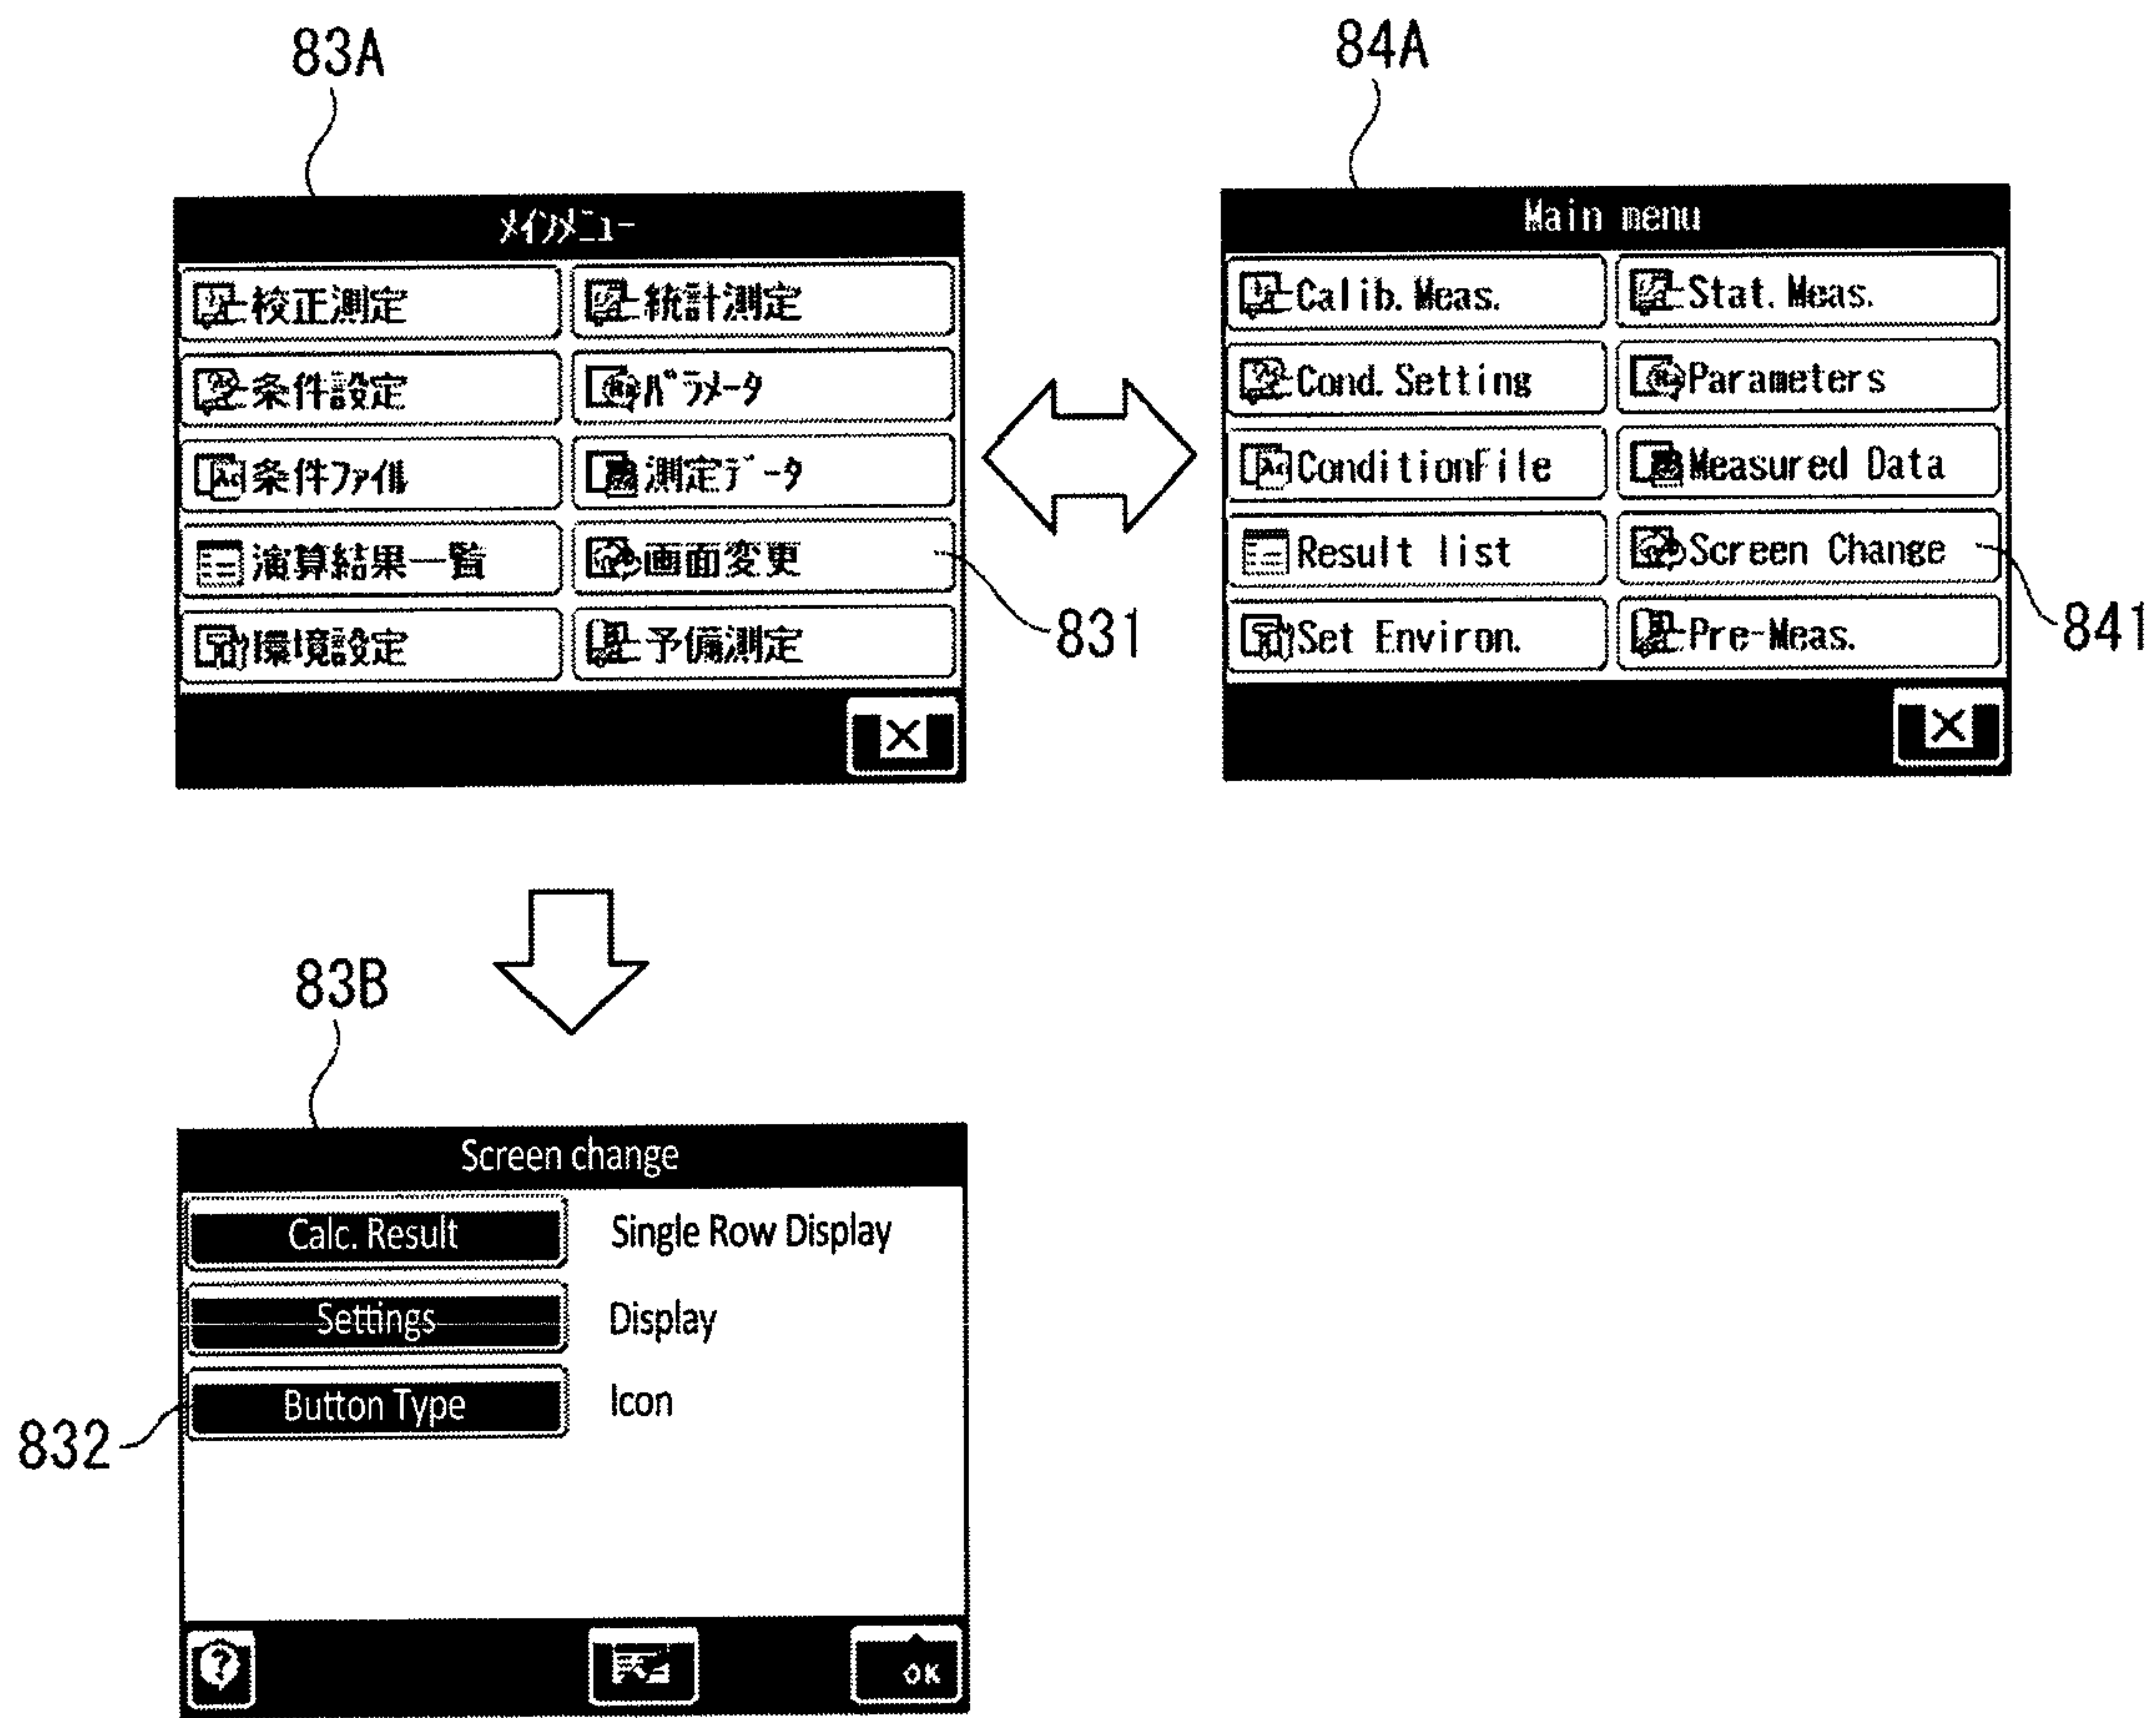 83A
メインメニュー
校正測定
統計測定
条件設定
パラメータ
条件ファイル
測定データ
演算結果一覧
画面変更
環境設定
予備測定
831
84A
Main menu
Calib. Meas.
Stat. Meas.
Cond. Setting
Parameters
ConditionFile
Measured Data
Result list
Screen Change
Set Environ.
Pre-Meas.
841
83B
Screen change
Calc. Result
Single Row Display
Settings
Display
Button Type
Icon
832
?
OK